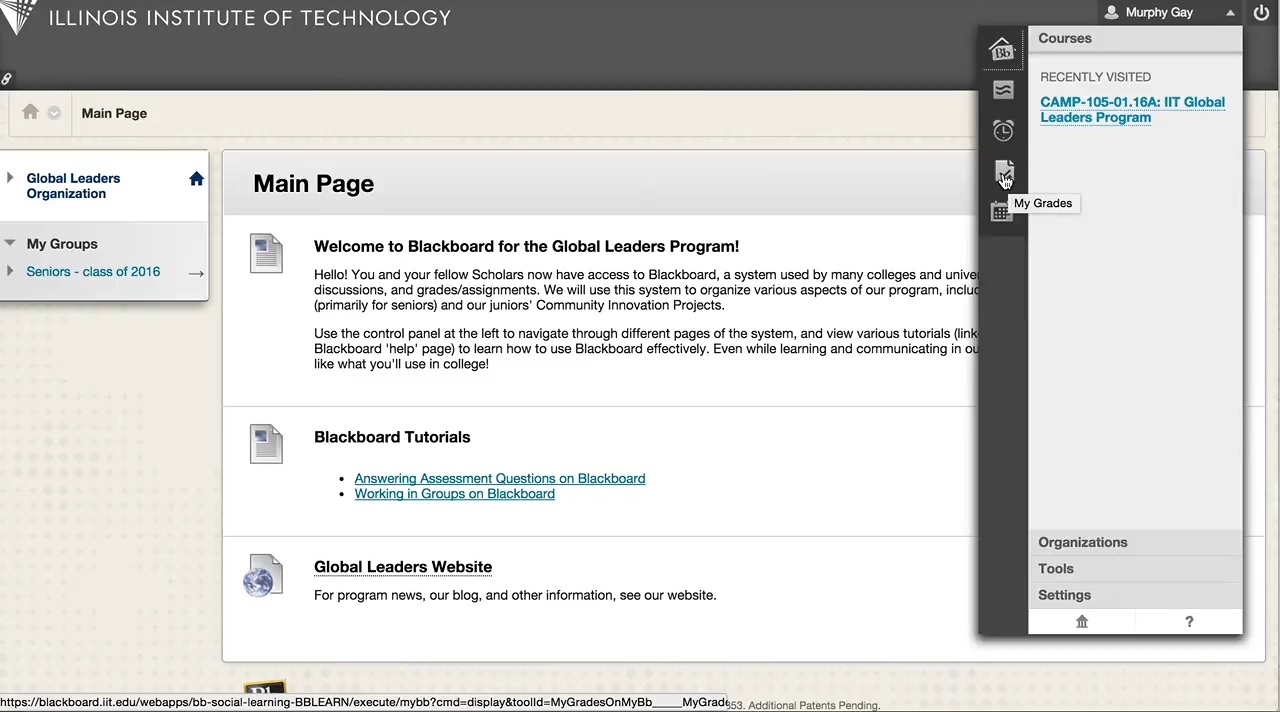 ILLINOIS INSTITUTE OF TECHNOLOGY
Murphy Gay
Main Page
Global Leaders
Organization
My Groups
Seniors - class of 2016
Main Page
Welcome to Blackboard for the Global Leaders Program!
Hello! You and your fellow Scholars now have access to Blackboard, a system used by many colleges and
discussions, and grades/assignments. We will use this system to organize various aspects of our program,
(primarily for seniors) and our juniors' Community Innovation Projects.
Use the control panel at the left to navigate through different pages of the system, and view various tutorials
Blackboard 'help' page) to learn how to use Blackboard effectively. Even while learning and communicating in
like what you'll use in college!
Blackboard Tutorials
• Answering Assessment Questions on Blackboard
• Working in Groups on Blackboard
Global Leaders Website
For program news, our blog, and other information, see our website.
Courses
RECENTLY VISITED
CAMP-105-01.16A: IIT Global
Leaders Program
Bb
My Grades
Organizations
Tools
Settings
?
https://blackboard.iit.edu/webapps/bb-social-learning-BBLEARN/execute/mybb?cmd=display&toolId=MyGradesOnMyBb_____MyGrade
353. Additional Patents Pending.